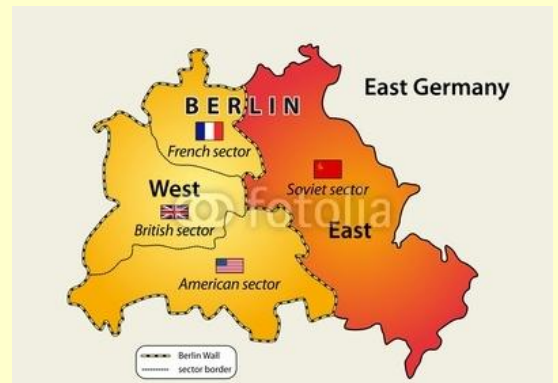 East Germany
BERLIN
French sector
West
Soviet sector
fotolia
British sector
East
American sector
Berlin Wall
sector border